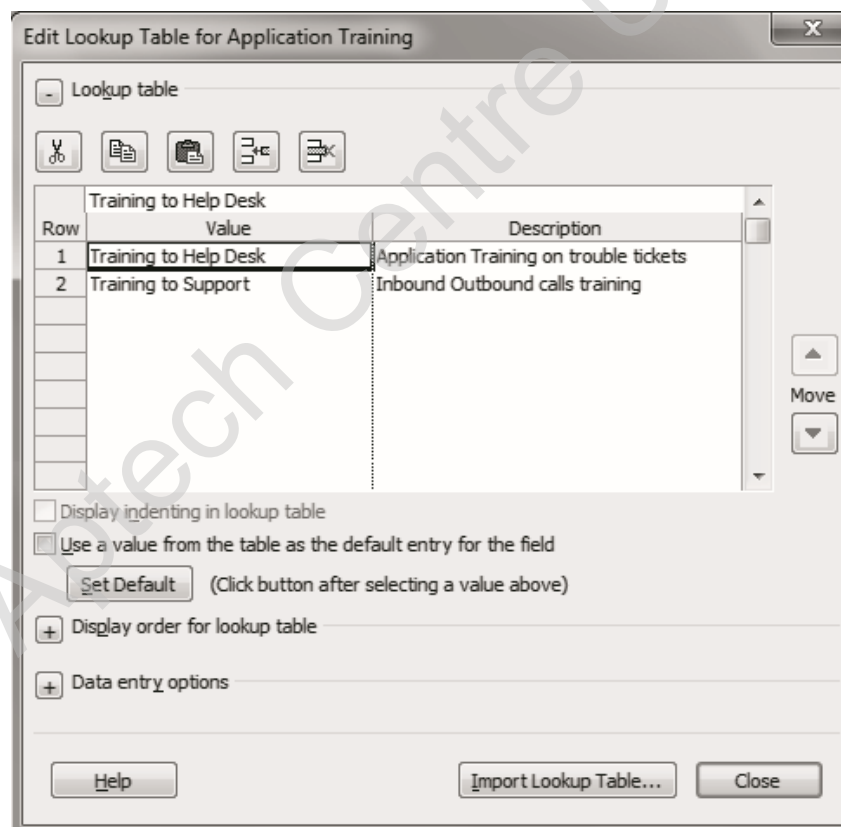 Edit Lookup Table for Application Training
x
- Lookup table
Training to Help Desk
Row Value Description
1 Training to Help Desk Application Training on trouble tickets
2 Training to Support Inbound Outbound calls training
Move
Display indenting in lookup table
Use a value from the table as the default entry for the field
Set Default (Click button after selecting a value above)
+ Display order for lookup table
+ Data entry options
Help Import Lookup Table... Close
Aptech Centre U